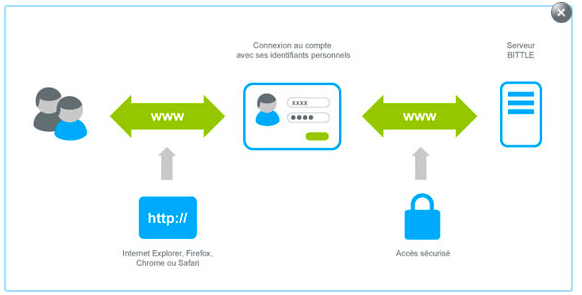 Connexion au compte
avec ses identifiants personnels
Serveur
BITTLE
www
xxxx
www
http://
Internet Explorer, Firefox,
Chrome ou Safari
Accès sécurisé